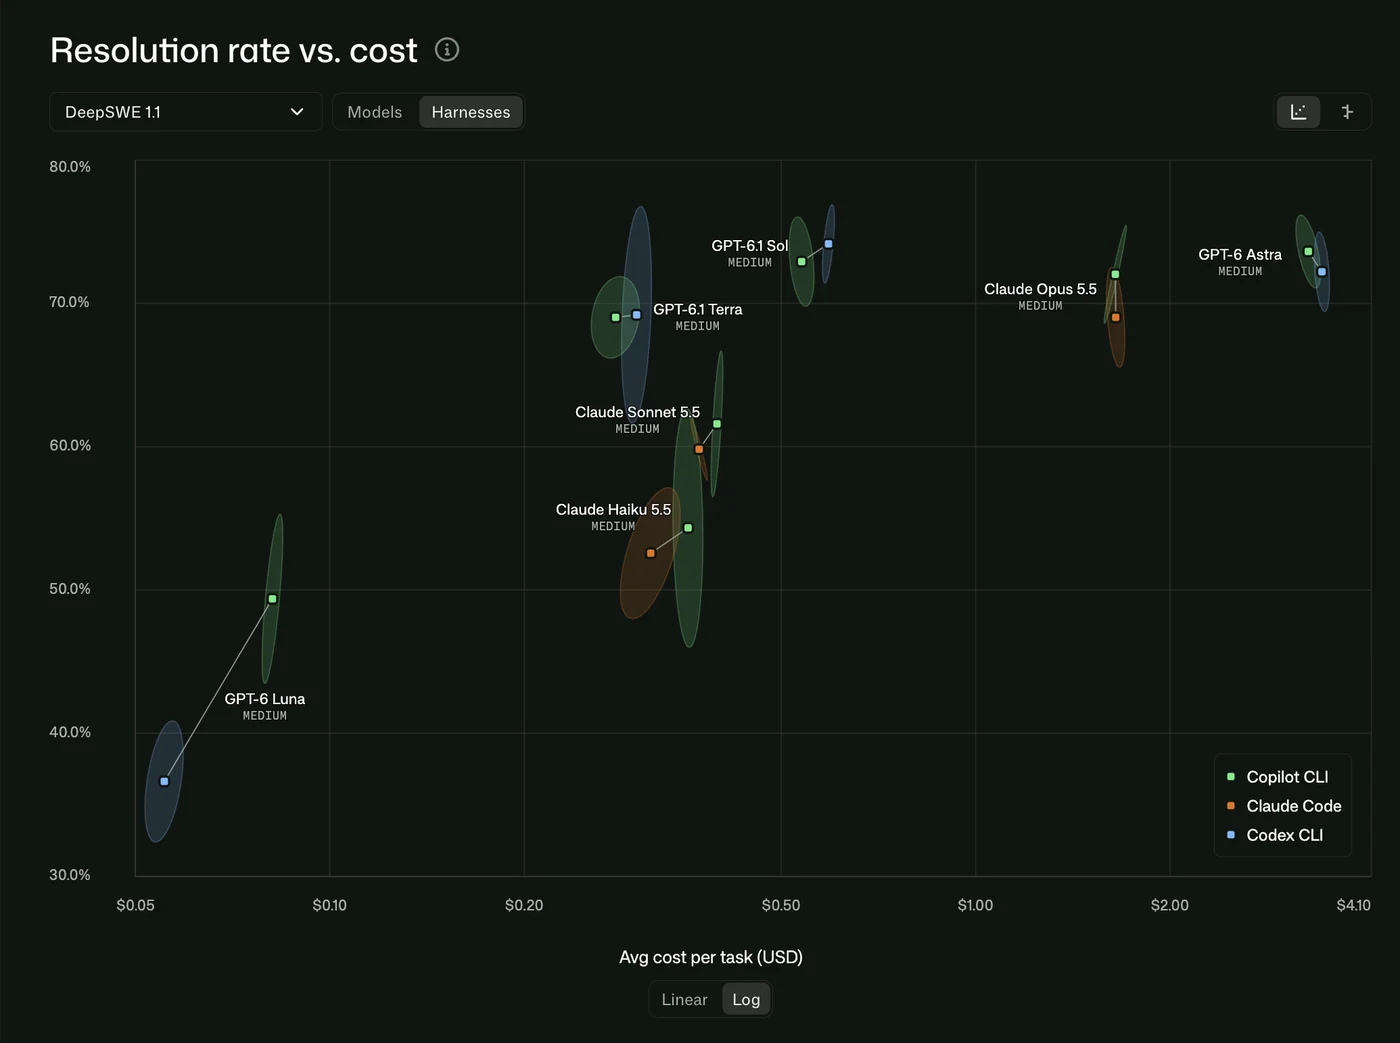 Resolution rate vs. cost
DeepSWE 1.1
Models
Harnesses
80.0%
70.0%
60.0%
50.0%
40.0%
30.0%
GPT-6.1 Sol
MEDIUM
GPT-6 Astra
MEDIUM
Claude Opus 5.5
MEDIUM
GPT-6.1 Terra
MEDIUM
Claude Sonnet 5.5
MEDIUM
Claude Haiku 5.5
MEDIUM
GPT-6 Luna
MEDIUM
Copilot CLI
Claude Code
Codex CLI
$0.05
$0.10
$0.20
$0.50
$1.00
$2.00
$4.10
Avg cost per task (USD)
Linear
Log